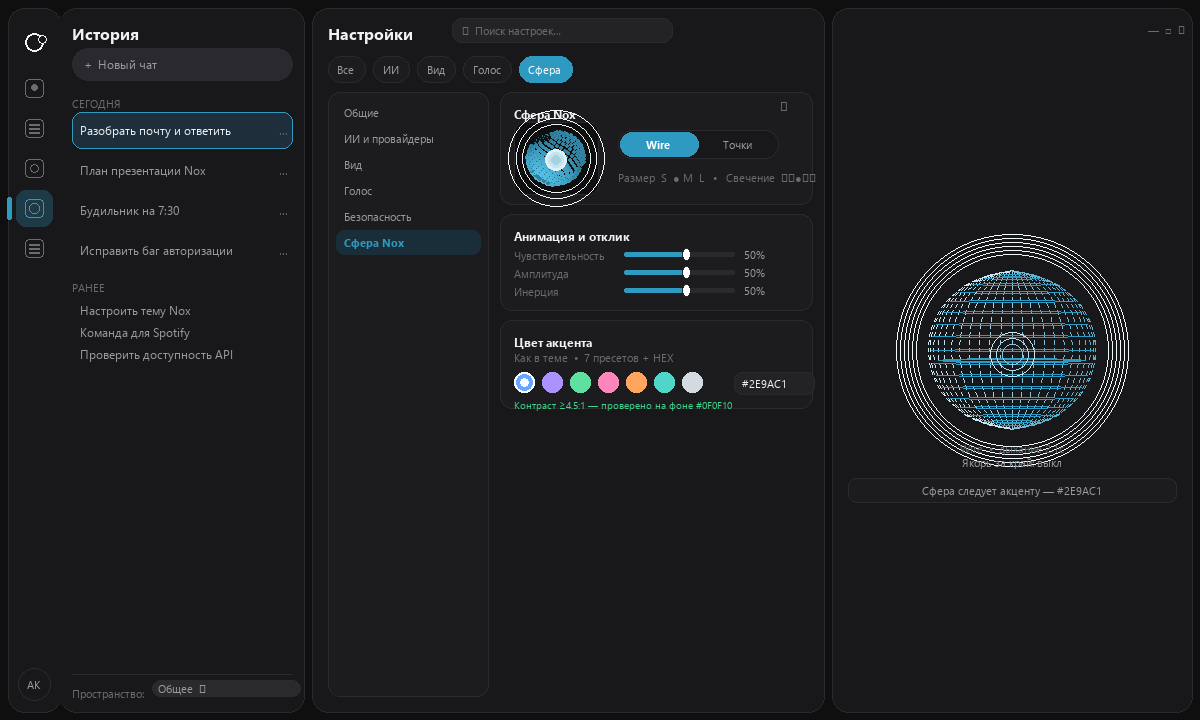 История
+ Новый чат
СЕГОДНЯ
Разобрать почту и ответить ...
План презентации Nox ...
Будильник на 7:30 ...
Исправить баг авторизации ...
РАНЕЕ
Настроить тему Nox
Команда для Spotify
Проверить доступность API
АК
Пространство: Общее
Настройки
Поиск настроек...
Все
ИИ
Вид
Голос
Сфера
Общие
ИИ и провайдеры
Вид
Голос
Безопасность
Сфера Nox
Сфера Nox
Wire
Точки
Размер S ● M L • Свечение
Анимация и отклик
Чувствительность 50%
Амплитуда 50%
Инерция 50%
Цвет акцента
Как в теме • 7 пресетов + HEX
#2E9AC1
Контраст ≥4.5:1 — проверено на фоне #0F0F10
Якорь выкл
Сфера следует акценту — #2E9AC1